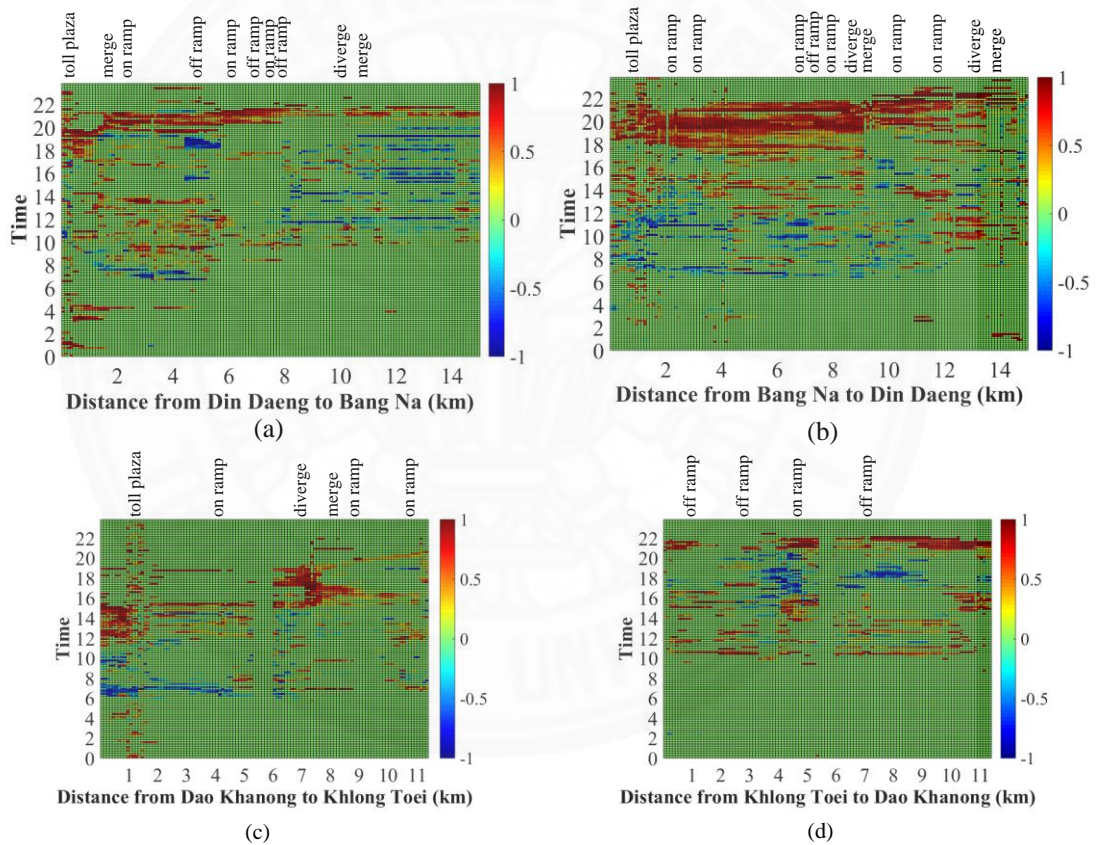 toll plaza
merge
on ramp
off ramp
on ramp
off ramp
on ramp
off ramp
diverge
merge
22
20
18
16
14
12
10
8
6
4
2
0
Time
2 4 6 8 10 12 14
Distance from Din Daeng to Bang Na (km)
1
0.5
0
-0.5
-1
(a)
toll plaza
on ramp
on ramp
on ramp
off ramp
on ramp
diverge
merge
on ramp
on ramp
diverge
merge
22
20
18
16
14
12
10
8
6
4
2
0
Time
2 4 6 8 10 12 14
Distance from Bang Na to Din Daeng (km)
1
0.5
0
-0.5
-1
(b)
toll plaza
on ramp
diverge
merge
on ramp
on ramp
22
20
18
16
14
12
10
8
6
4
2
0
Time
1 2 3 4 5 6 7 8 9 10 11
Distance from Dao Khanong to Khlong Toei (km)
1
0.5
0
-0.5
-1
(c)
off ramp
off ramp
on ramp
off ramp
22
20
18
16
14
12
10
8
6
4
2
0
Time
1 2 3 4 5 6 7 8 9 10 11
Distance from Khlong Toei to Dao Khanong (km)
1
0.5
0
-0.5
-1
(d)